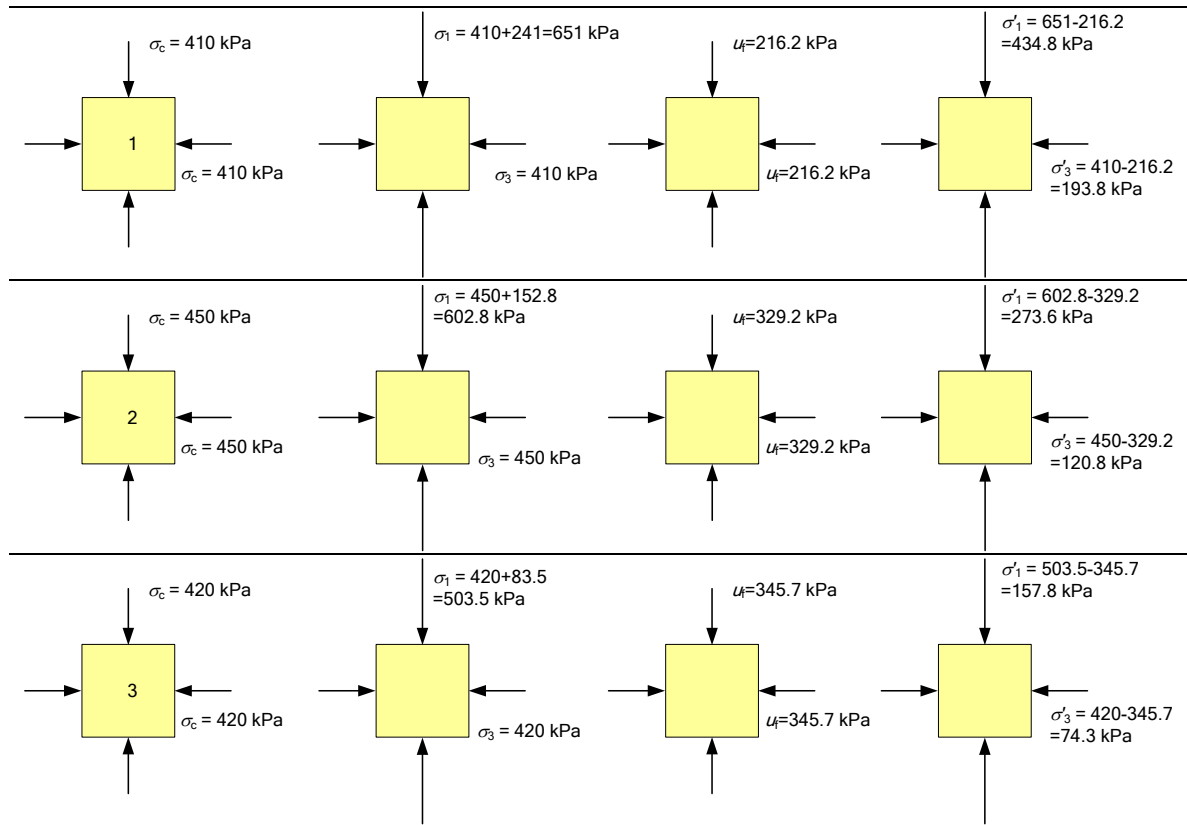 σc = 410 kPa
1
σc = 410 kPa
σ1 = 410+241=651 kPa
σ3 = 410 kPa
uf=216.2 kPa
uf=216.2 kPa
σ'1 = 651-216.2
=434.8 kPa
σ'3 = 410-216.2
=193.8 kPa
σc = 450 kPa
2
σc = 450 kPa
σ1 = 450+152.8
=602.8 kPa
σ3 = 450 kPa
uf=329.2 kPa
uf=329.2 kPa
σ'1 = 602.8-329.2
=273.6 kPa
σ'3 = 450-329.2
=120.8 kPa
σc = 420 kPa
3
σc = 420 kPa
σ1 = 420+83.5
=503.5 kPa
σ3 = 420 kPa
uf=345.7 kPa
uf=345.7 kPa
σ'1 = 503.5-345.7
=157.8 kPa
σ'3 = 420-345.7
=74.3 kPa